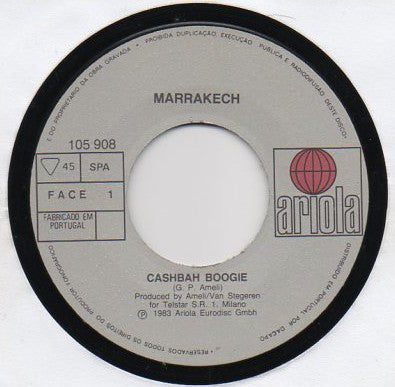 PROIBIDA DUPLICAÇÃO, EXECUÇÃO, PUBLICA E RADIODIFUSÃO DESTE DISCO.
E DO PROPRIETÁRIO DA OBRA GRAVADA •
MARRAKECH
105 908
▽ 45 SPA
FACE 1
FABRICADO EM
PORTUGAL
ariola
CASHBAH BOOGIE
(G. P. Ameli)
Produced by Ameli/Van Stegeren
for Telstar S.R. 1. Milano
Ⓟ 1983 Ariola Eurodisc Gmbh
DISTRIBUIDO EM PORTUGAL POR DACAPO
• RESERVADOS TODOS OS DIREITOS DO PRODUTOR FONOGRÁFICO